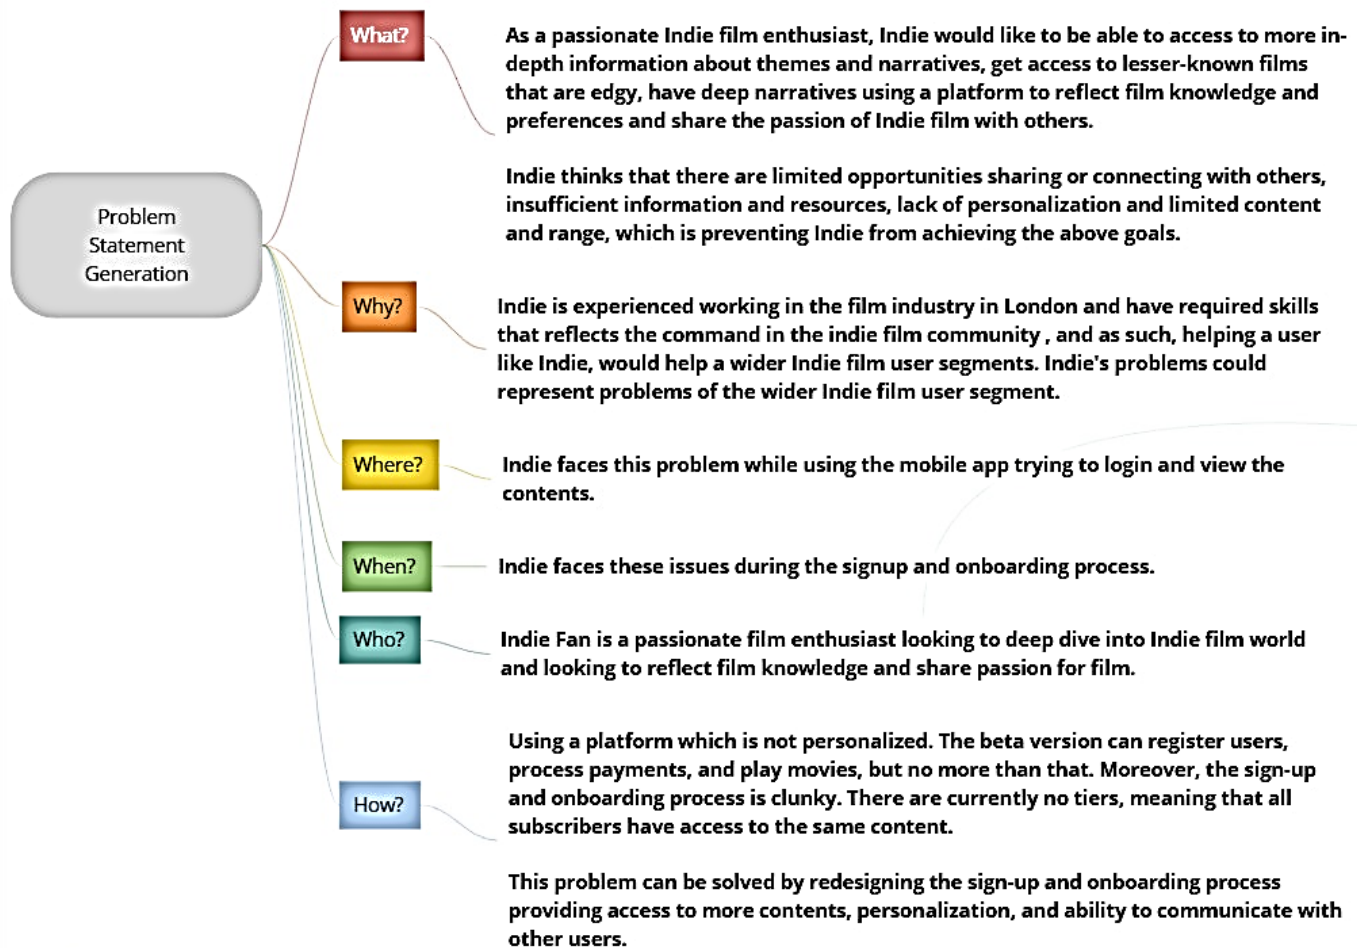 Problem
Statement
Generation
What?
As a passionate Indie film enthusiast, Indie would like to be able to access to more in-
depth information about themes and narratives, get access to lesser-known films
that are edgy, have deep narratives using a platform to reflect film knowledge and
preferences and share the passion of Indie film with others.
Indie thinks that there are limited opportunities sharing or connecting with others,
insufficient information and resources, lack of personalization and limited content
and range, which is preventing Indie from achieving the above goals.
Why?
Indie is experienced working in the film industry in London and have required skills
that reflects the command in the indie film community , and as such, helping a user
like Indie, would help a wider Indie film user segments. Indie's problems could
represent problems of the wider Indie film user segment.
Where?
Indie faces this problem while using the mobile app trying to login and view the
contents.
When?
Indie faces these issues during the signup and onboarding process.
Who?
Indie Fan is a passionate film enthusiast looking to deep dive into Indie film world
and looking to reflect film knowledge and share passion for film.
How?
Using a platform which is not personalized. The beta version can register users,
process payments, and play movies, but no more than that. Moreover, the sign-up
and onboarding process is clunky. There are currently no tiers, meaning that all
subscribers have access to the same content.
This problem can be solved by redesigning the sign-up and onboarding process
providing access to more contents, personalization, and ability to communicate with
other users.